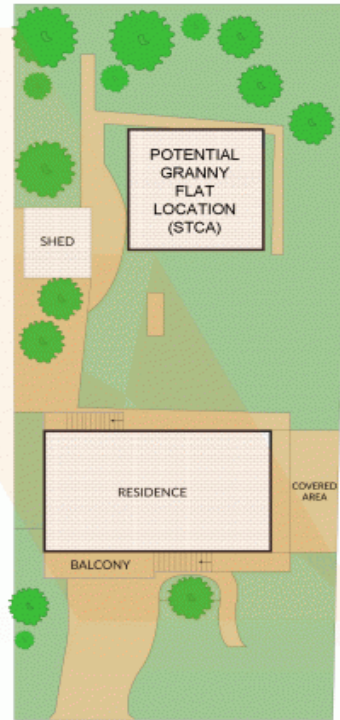 POTENTIAL
GRANNY
FLAT
LOCATION
(STCA)
SHED
RESIDENCE
COVERED
AREA
BALCONY